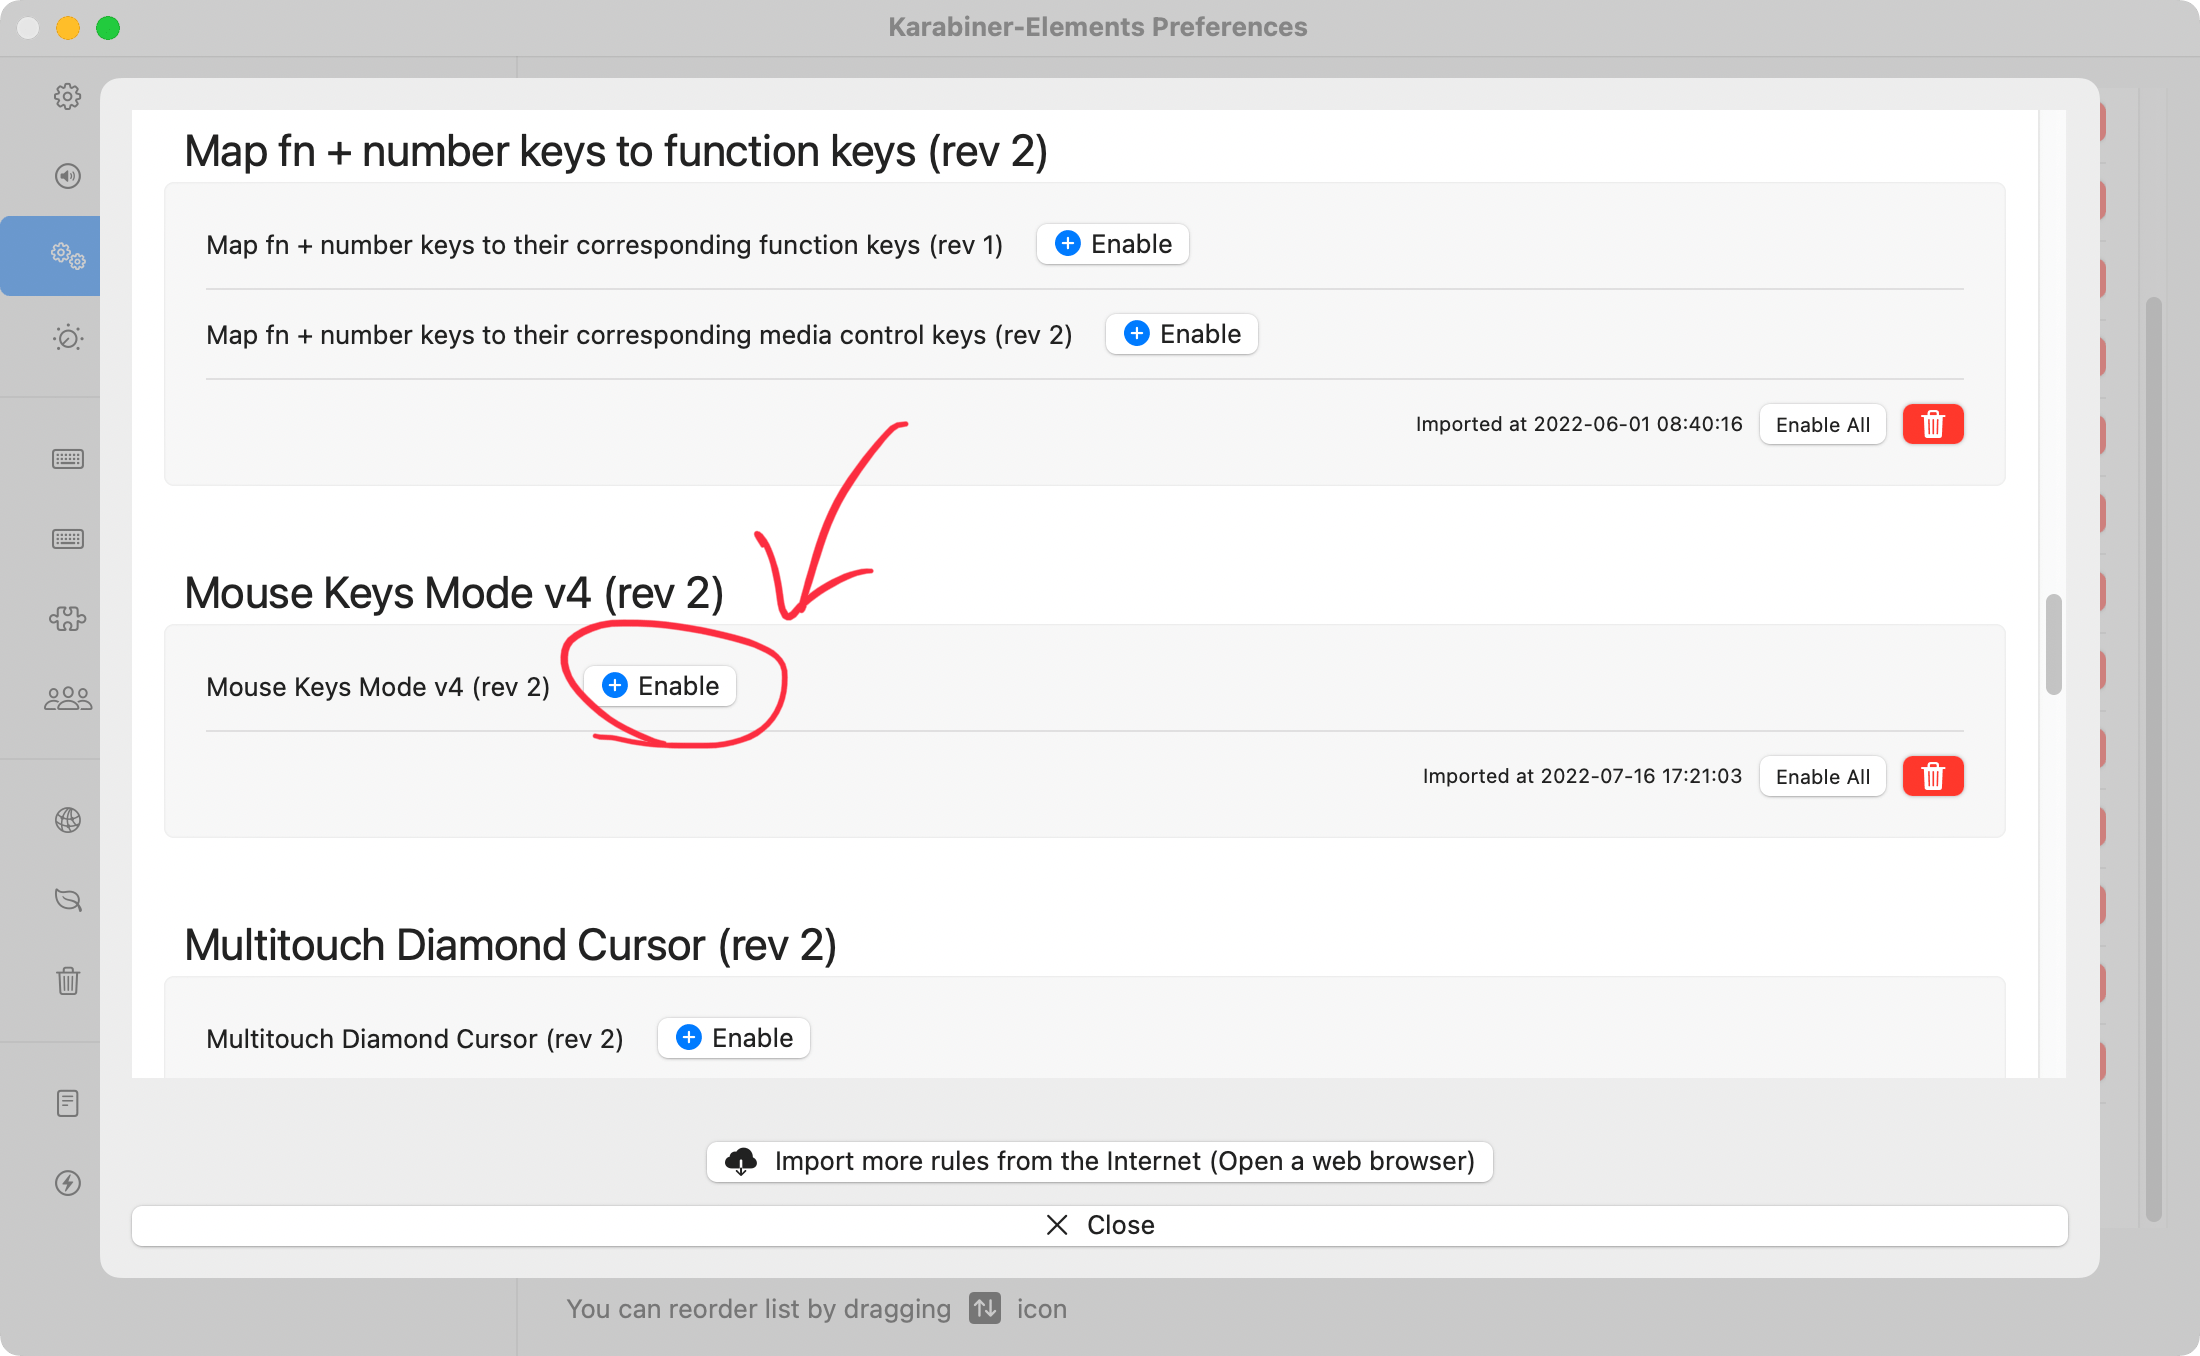 Karabiner-Elements Preferences
Map fn + number keys to function keys (rev 2)
Map fn + number keys to their corresponding function keys (rev 1)
Enable
Map fn + number keys to their corresponding media control keys (rev 2)
Enable
Imported at 2022-06-01 08:40:16
Enable All
Mouse Keys Mode v4 (rev 2)
Mouse Keys Mode v4 (rev 2)
Enable
Imported at 2022-07-16 17:21:03
Enable All
Multitouch Diamond Cursor (rev 2)
Multitouch Diamond Cursor (rev 2)
Enable
Import more rules from the Internet (Open a web browser)
Close
You can reorder list by dragging icon